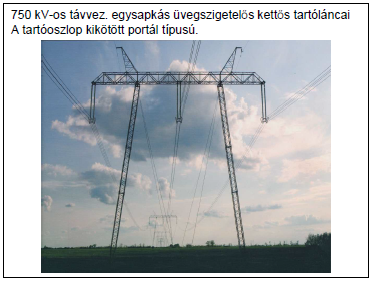 750 kV-os távvez. egysapkás üvegszigetelős kettős tartóláncai
A tartóoszlop kikötött portál típusú.